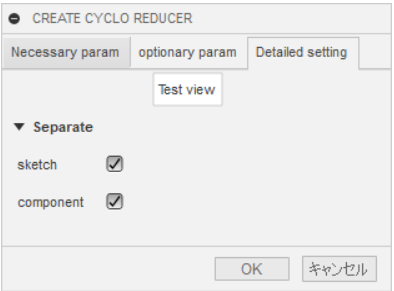 CREATE CYCLO REDUCER
Necessary param optionary param Detailed setting
Test view
▼ Separate
sketch
component
OK キャンセル